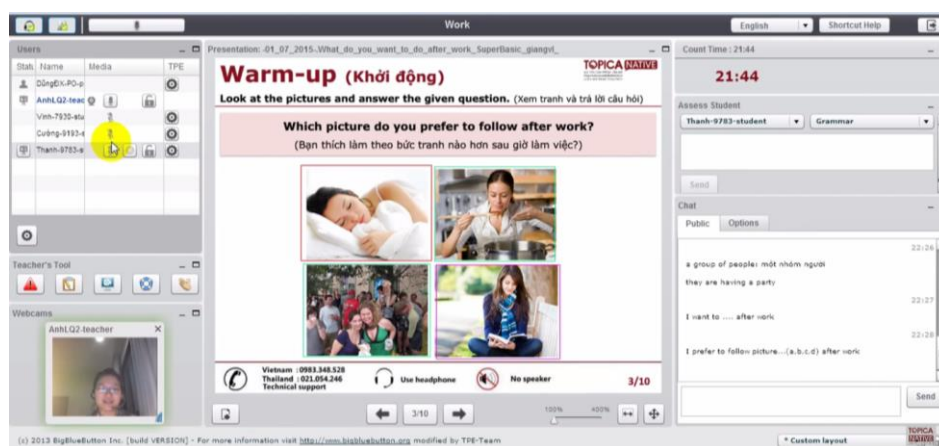 Work
English
Shortcut Help
Users
Name Media TPE
AnhLQ2-teac
Vinh-7930-stu
Cường-9193-s
Thanh-9783-s
Teacher's Tool
Webcams
AnhLQ2-teacher
Presentation: -01_07_2015-.What_do_you_want_to_do_after_work_SuperBasic_giangvl_
TOPICA NATIVE
Warm-up (Khởi động)
Look at the pictures and answer the given question. (Xem tranh và trả lời câu hỏi)
Which picture do you prefer to follow after work?
(Bạn thích làm theo bức tranh nào hơn sau giờ làm việc?)
Vietnam : 0983.348.528
Thailand : 021.054.246
Technical support
Use headphone
No speaker
3/10
3/10
100% 400%
Count Time : 21:44
21:44
Assess Student
Thanh-9783-student
Grammar
Send
Chat
Public Options
22:26
a group of people: một nhóm người
they are having a party
22:27
I want to .... after work
22:28
I prefer to follow picture...(a,b,c,d) after work
Send
(c) 2013 BigBlueButton Inc. [build VERSION] - For more information visit http://www.bigbluebutton.org modified by TPE-Team
* Custom layout
TOPICA
NATIVE